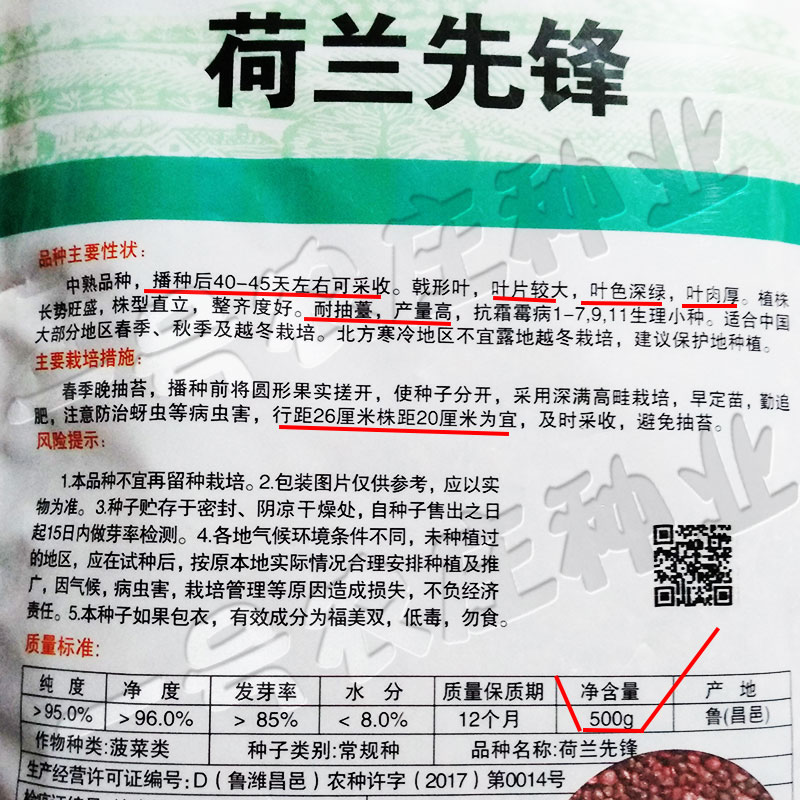 荷兰先锋
品种主要性状:
中熟品种，播种后40-45天左右可采收。戟形叶，叶片较大，叶色深绿，叶肉厚。植株
长势旺盛，株型直立，整齐度好。耐抽薹，产量高，抗霜霉病1-7,9,11生理小种。适合中国
大部分地区春季、秋季及越冬栽培。北方寒冷地区不宜露地越冬栽培，建议保护地种植。
主要栽培措施:
春季晚抽苔，播种前将圆形果实搓开，使种子分开，采用深满高畦栽培，早定苗，勤追
肥，注意防治蚜虫等病虫害，行距26厘米株距20厘米为宜，及时采收，避免抽苔。
风险提示:
1.本品种不宜再留种栽培。2.包装图片仅供参考，应以实
物为准。3.种子贮存于密封、阴凉干燥处，自种子售出之日
起15日内做芽率检测。4.各地气候环境条件不同，未种植过
的地区，应在试种后，按原本地实际情况合理安排种植及推
广，因气候，病虫害，栽培管理等原因造成损失，不负经济
责任。5.本种子如果包衣，有效成分为福美双，低毒，勿食。
质量标准:
纯 度 净 度 发芽率 水 分 质量保质期 净含量 产 地
>95.0% >96.0% > 85% < 8.0% 12个月 500g 鲁(昌邑)
作物种类:菠菜类 种子类别:常规种 品种名称:荷兰先锋
生产经营许可证编号:D（鲁潍昌邑）农种许字（2017）第0014号
一号农庄种业
一号农庄种业